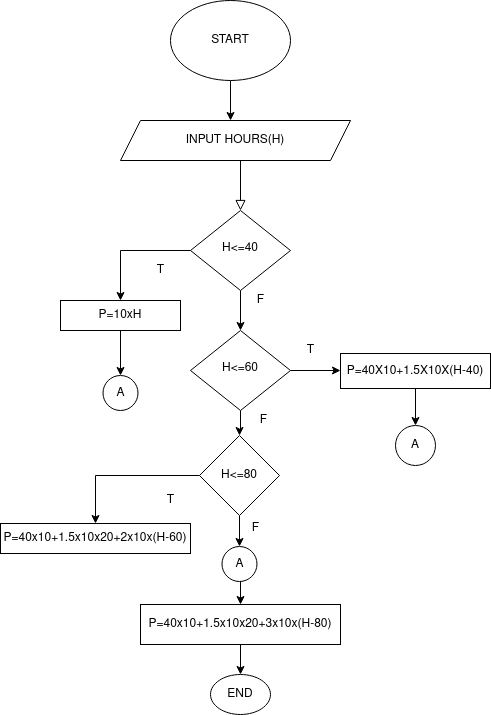 START
INPUT HOURS(H)
H<=40
T
F
P=10xH
A
H<=60
T
F
P=40X10+1.5X10X(H-40)
A
H<=80
T
F
P=40x10+1.5x10x20+2x10x(H-60)
A
P=40x10+1.5x10x20+3x10x(H-80)
END